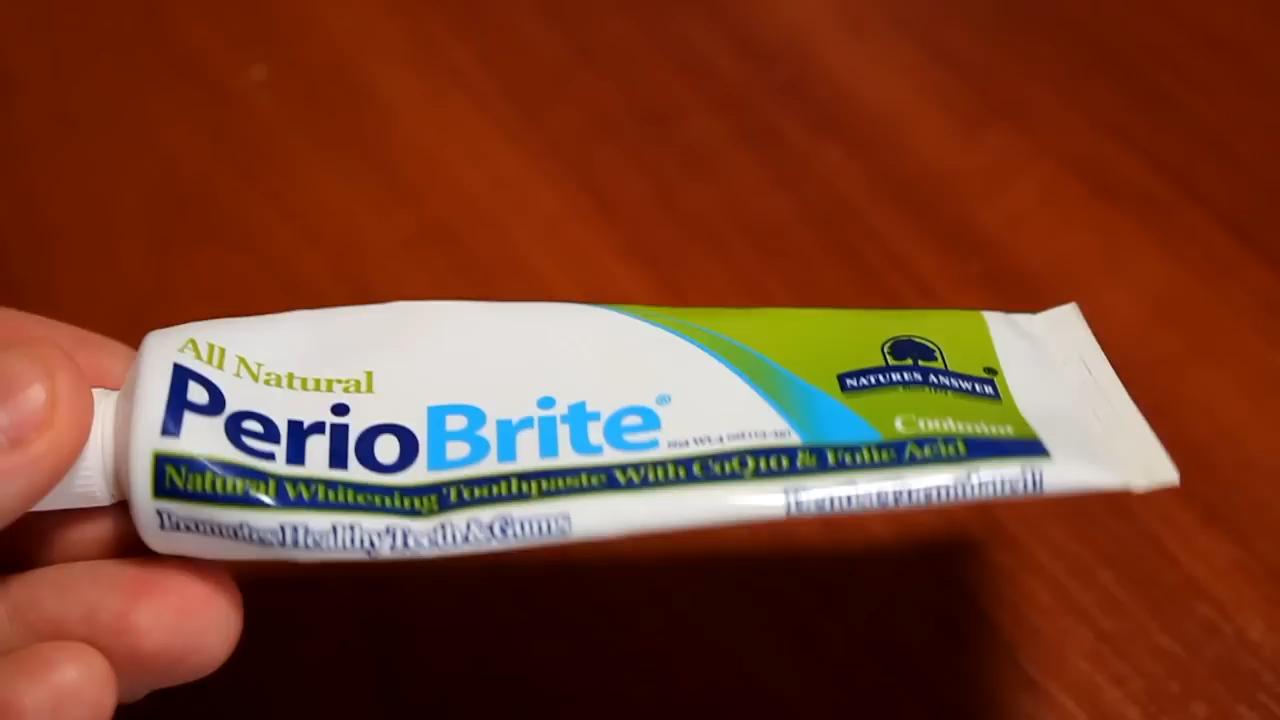 All Natural
PerioBrite®
NATURES ANSWER®
Coolmint
Natural Whitening Toothpaste With CoQ10 & Folic Acid
Promotes Healthy Teeth & Gums